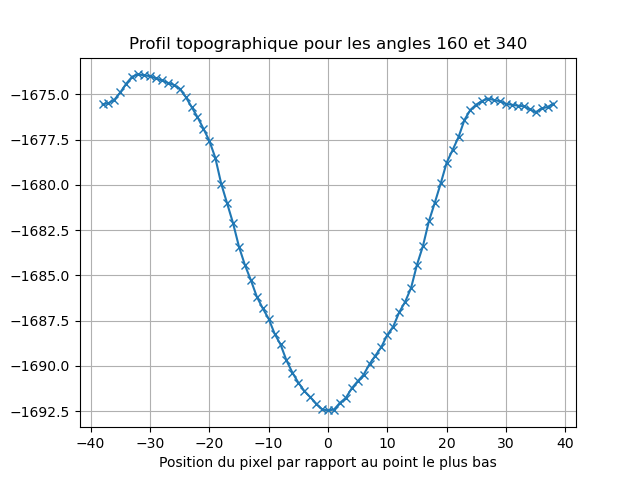 Profil topographique pour les angles 160 et 340
−1675.0
−1677.5
−1680.0
−1682.5
−1685.0
−1687.5
−1690.0
−1692.5
−40 −30 −20 −10 0 10 20 30 40
Position du pixel par rapport au point le plus bas